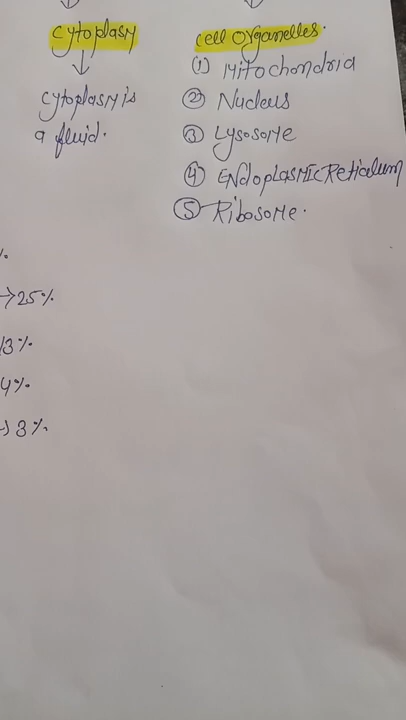 Cytoplasm
Cytoplasm is
a fluid.
Cell Organelles.
(1) Mitochondria
(2) Nucleus
(3) Lysosome
(4) Endoplasmic Reticulum
(5) Ribosome.
%.
→25%.
13%.
4%.
→3%.